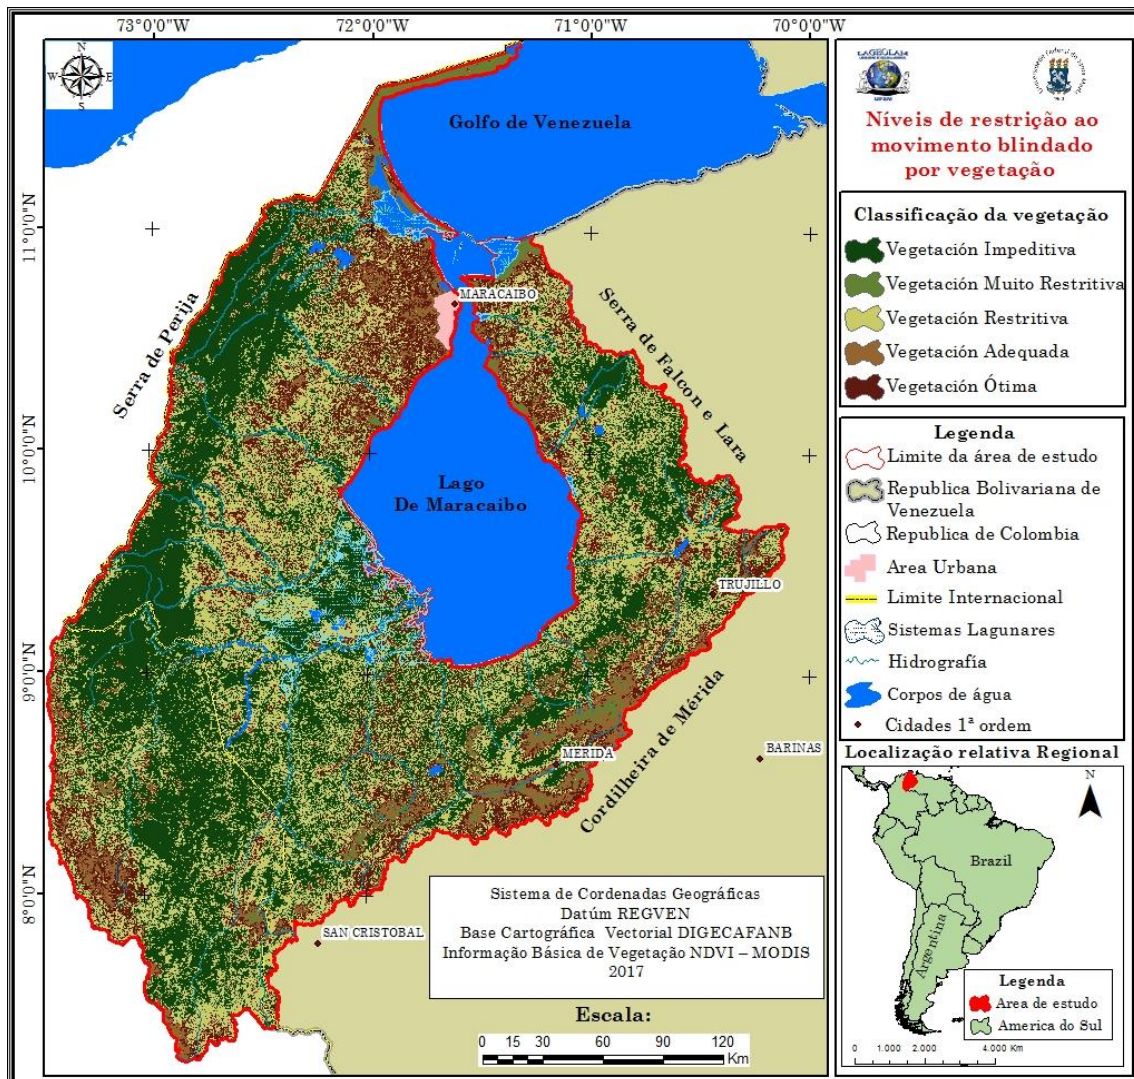 73°0'0"W
72°0'0"W
71°0'0"W
70°0'0"W
N
W
E
S
Golfo de Venezuela
11°0'0"N
10°0'0"N
9°0'0"N
8°0'0"N
Serra de Perija
MARACAIBO
Serra de Falcon e Lara
Lago
De Maracaibo
TRUJILLO
MERIDA
BARINAS
Cordilheira de Mérida
SAN CRISTOBAL
Sistema de Cordenadas Geográficas
Datúm REGVEN
Base Cartográfica Vectorial DIGECAFANB
Informação Básica de Vegetação NDVI – MODIS
2017
Escala:
0 15 30 60 90 120
Km
LAGEOLAM
Níveis de restrição ao
movimento blindado
por vegetação
Classificação da vegetação
Vegetación Impeditiva
Vegetación Muito Restritiva
Vegetación Restritiva
Vegetación Adequada
Vegetación Ótima
Legenda
Limite da área de estudo
Republica Bolivariana de
Venezuela
Republica de Colombia
Area Urbana
Limite Internacional
Sistemas Lagunares
Hidrografía
Corpos de água
Cidades 1ª ordem
Localização relativa Regional
N
Brazil
Argentina
Legenda
Area de estudo
America do Sul
0 1.000 2.000 4.000 Km